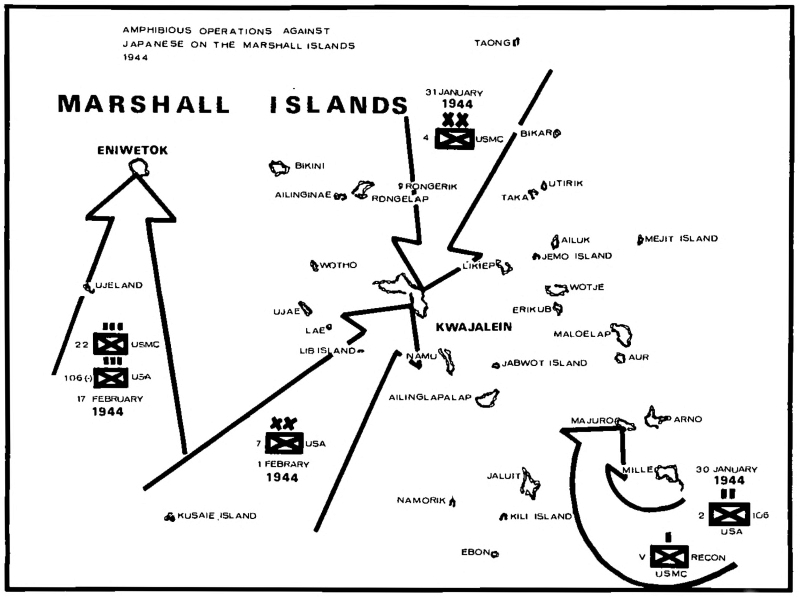 AMPHIBIOUS OPERATIONS AGAINST
JAPANESE ON THE MARSHALL ISLANDS
1944
TAONGI
MARSHALL ISLANDS
31 JANUARY
1944
XX
4 USMC
BIKAR
ENIWETOK
BIKINI
AILINGINAE
RONGELAP
RONGERIK
UTIRIK
TAKA
AILUK
MEJIT ISLAND
JEMO ISLAND
LIKIEP
WOTHO
UJELAND
WOTJE
ERIKUB
UJAE
LAE
KWAJALEIN
MALOELAP
LIB ISLAND
NAMU
AUR
JABWOT ISLAND
22 USMC
106(-) USA
17 FEBRUARY
1944
AILINGLAPALAP
XX
7 USA
1 FEBRARY
1944
MAJURO
ARNO
MILLE
30 JANUARY
1944
2 106
USA
JALUIT
NAMORIK
KILI ISLAND
KUSAIE ISLAND
EBON
V RECON
USMC